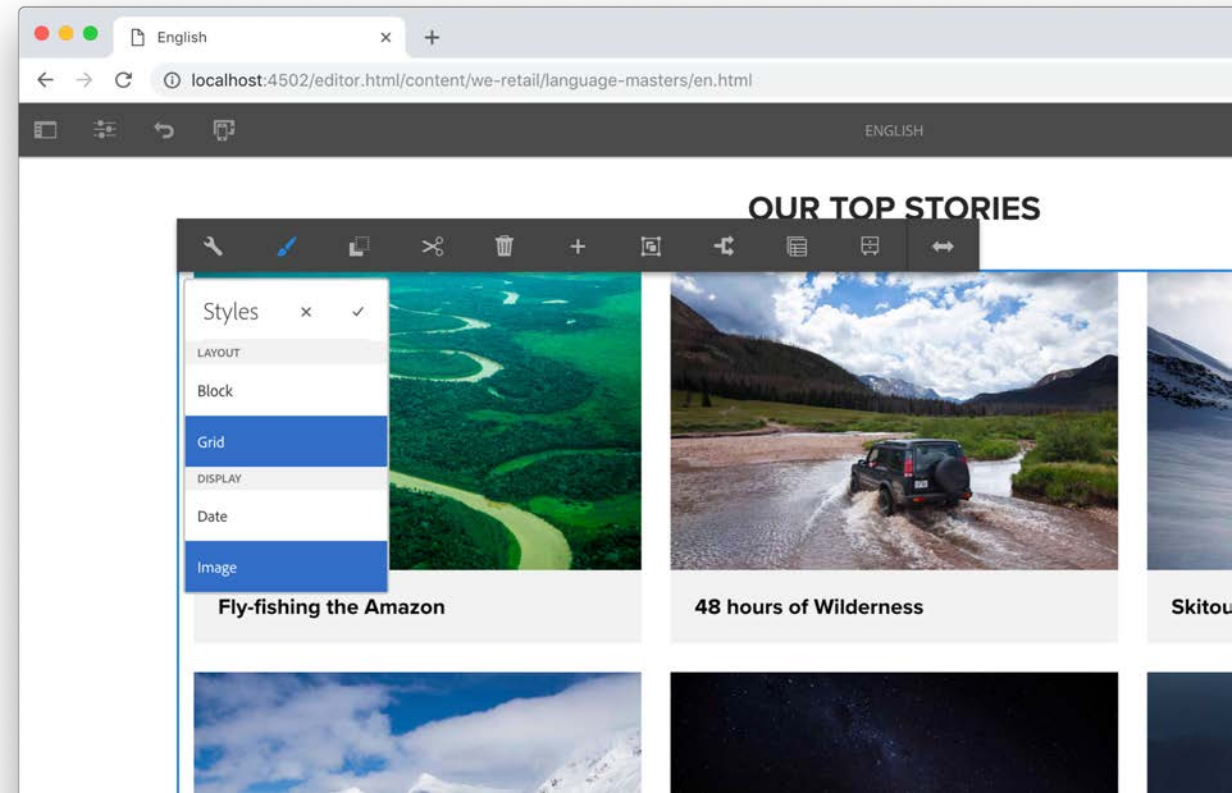 English
localhost:4502/editor.html/content/we-retail/language-masters/en.html
ENGLISH
OUR TOP STORIES
Styles
LAYOUT
Block
Grid
DISPLAY
Date
Image
Fly-fishing the Amazon
48 hours of Wilderness
Skitou